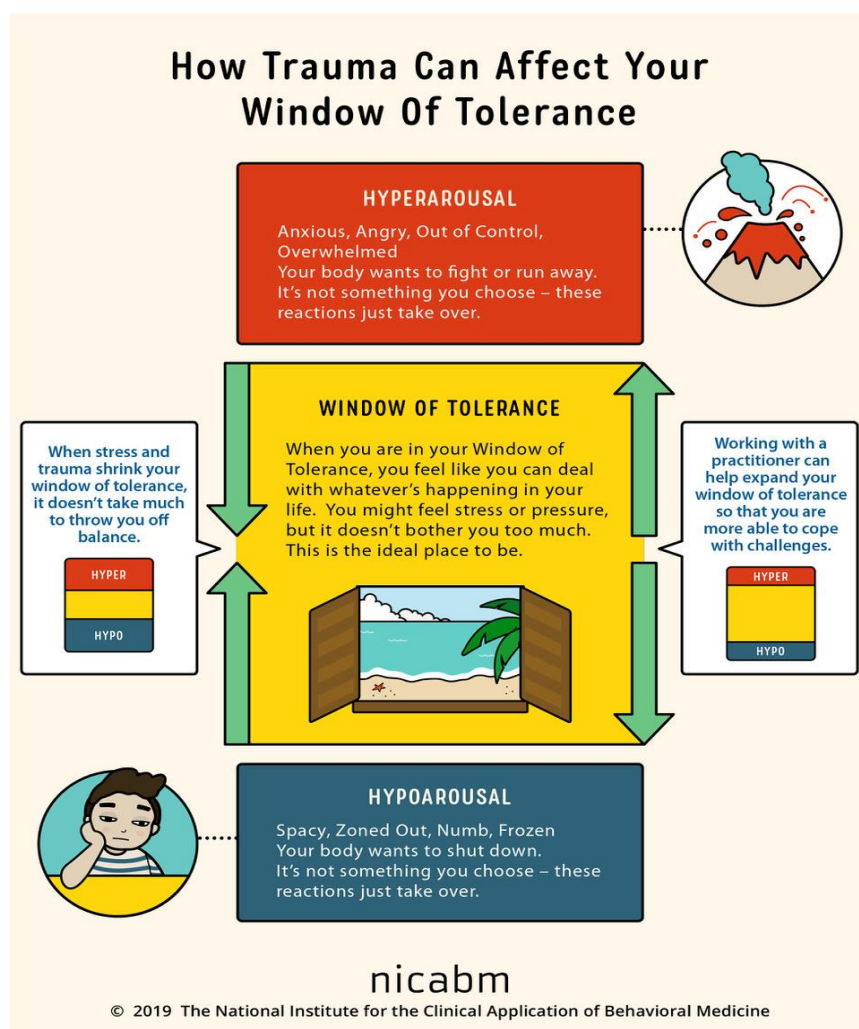 How Trauma Can Affect Your
Window Of Tolerance
HYPERAROUSAL
Anxious, Angry, Out of Control,
Overwhelmed
Your body wants to fight or run away.
It’s not something you choose – these
reactions just take over.
When stress and
trauma shrink your
window of tolerance,
it doesn’t take much
to throw you off
balance.
HYPER
HYPO
WINDOW OF TOLERANCE
When you are in your Window of
Tolerance, you feel like you can deal
with whatever’s happening in your
life.  You might feel stress or pressure,
but it doesn’t bother you too much.
This is the ideal place to be.
Working with a
practitioner can
help expand your
window of tolerance
so that you are
more able to cope
with challenges.
HYPER
HYPO
HYPOAROUSAL
Spacy, Zoned Out, Numb, Frozen
Your body wants to shut down.
It’s not something you choose – these
reactions just take over.
nicabm
© 2019 The National Institute for the Clinical Application of Behavioral Medicine